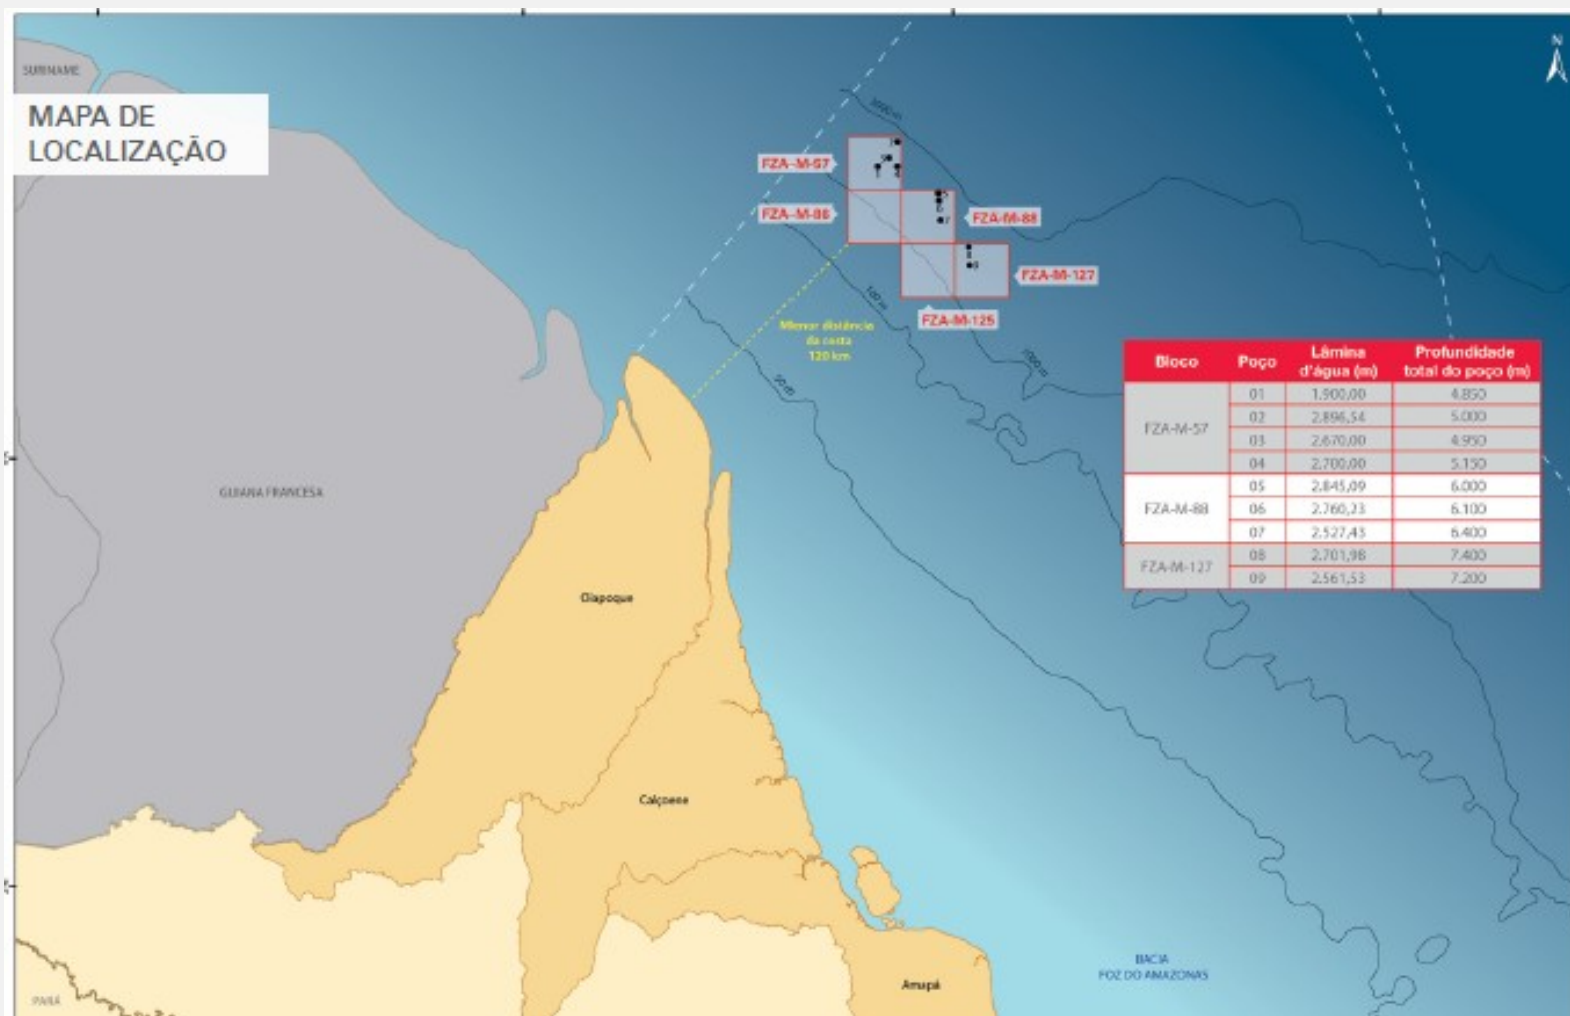 SURINAME
MAPA DE
LOCALIZAÇÃO
N
FZA-M-57
FZA-M-86
FZA-M-88
FZA-M-127
FZA-M-125
Menor distância
da costa
120 km
50 m
GUIANA FRANCESA
Oiapoque
Calçoene
Amapá
PARÁ
BACIA
FOZ DO AMAZONAS
Bloco Poço Lâmina d'água (m) Profundidade total do poço (m)
FZA-M-57 01 1.900,00 4.850
02 2.896,54 5.000
03 2.670,00 4.950
04 2.700,00 5.150
FZA-M-88 05 2.845,09 6.000
06 2.760,23 6.100
07 2.527,43 6.400
FZA-M-127 08 2.701,98 7.400
09 2.561,53 7.200